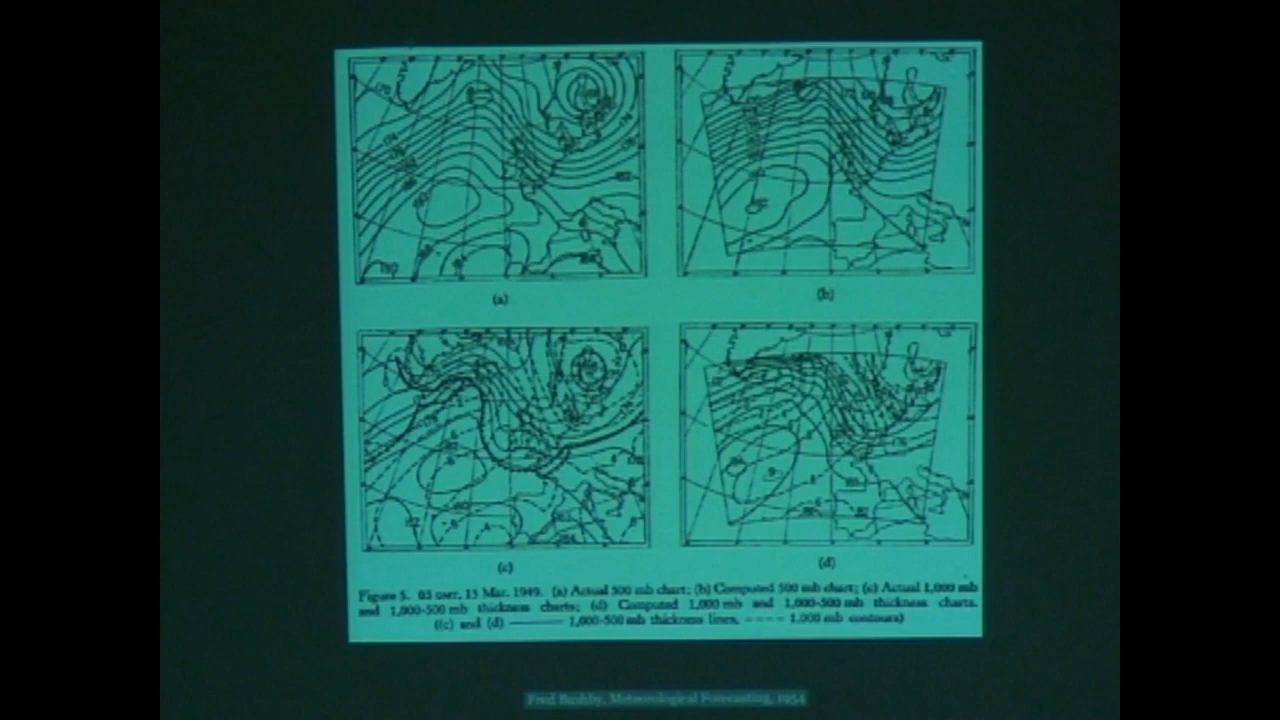 (a)
(b)
(c)
(d)
Figure 5. 03 GMT, 15 Mar. 1949. (a) Actual 500 mb chart; (b) Computed 500 mb chart; (c) Actual 1,000 mb
and 1,000-500 mb thickness charts; (d) Computed 1,000 mb and 1,000-500 mb thickness charts.
((c) and (d) ——— 1,000-500 mb thickness lines, ---- 1,000 mb contours)
Fred Bushby, Meteorological Forecasting, 1954